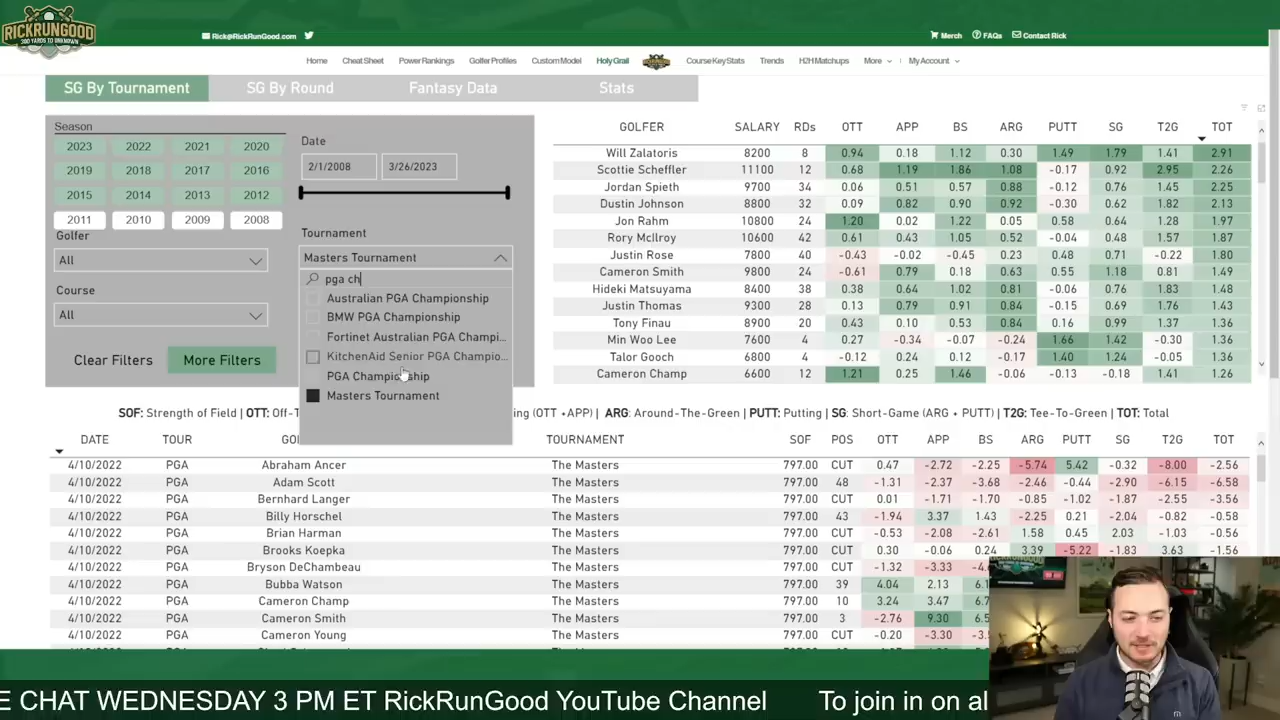 RICKRUNGOOD
300 YARDS TO UNKNOWN
Rick@RickRunGood.com
Merch FAQs Contact Rick
Home Cheat Sheet Power Rankings Golfer Profiles Custom Model Holy Grail Course Key Stats Trends H2H Matchups More My Account
SG By Tournament SG By Round Fantasy Data Stats
Season
2023 2022 2021 2020
2019 2018 2017 2016
2015 2014 2013 2012
2011 2010 2009 2008
Golfer
All
Course
All
Clear Filters More Filters
Date
2/1/2008 3/26/2023
Tournament
Masters Tournament
pga ch
Australian PGA Championship
BMW PGA Championship
Fortinet Australian PGA Champi...
KitchenAid Senior PGA Champio...
PGA Championship
Masters Tournament
GOLFER SALARY RDs OTT APP BS ARG PUTT SG T2G TOT
Will Zalatoris 8200 8 0.94 0.18 1.12 0.30 1.49 1.79 1.41 2.91
Scottie Scheffler 11100 12 0.68 1.19 1.86 1.08 -0.17 0.92 2.95 2.26
Jordan Spieth 9700 34 0.06 0.51 0.57 0.88 -0.12 0.76 1.45 2.25
Dustin Johnson 8800 32 0.09 0.82 0.90 0.92 -0.30 0.62 1.82 2.13
Jon Rahm 10800 24 1.20 0.02 1.22 0.05 0.58 0.64 1.28 1.97
Rory McIlroy 10600 42 0.61 0.43 1.05 0.52 -0.04 0.48 1.57 1.87
Justin Rose 7800 40 -0.43 -0.02 -0.45 0.23 0.48 0.71 -0.22 1.80
Cameron Smith 9800 24 -0.61 0.79 0.18 0.63 0.55 1.18 0.81 1.49
Hideki Matsuyama 8400 38 0.38 0.64 1.02 0.81 -0.06 0.76 1.83 1.48
Justin Thomas 9300 28 0.13 0.79 0.91 0.84 -0.15 0.69 1.76 1.43
Tony Finau 8900 20 0.43 0.10 0.53 0.84 0.16 0.99 1.37 1.36
Min Woo Lee 7600 4 0.27 -0.34 -0.07 -0.24 1.66 1.42 -0.30 1.36
Talor Gooch 6800 4 -0.12 0.24 0.12 -0.17 1.40 1.24 -0.05 1.36
Cameron Champ 6600 12 1.21 0.25 1.46 -0.06 -0.13 -0.18 1.41 1.28
SOF: Strength of Field | OTT: Off-T ing (OTT +APP) | ARG: Around-The-Green | PUTT: Putting | SG: Short-Game (ARG + PUTT) | T2G: Tee-To-Green | TOT: Total
DATE TOUR GO TOURNAMENT SOF POS OTT APP BS ARG PUTT SG T2G TOT
4/10/2022 PGA Abraham Ancer The Masters 797.00 CUT 0.47 -2.72 -2.25 -5.74 5.42 -0.32 -8.00 -2.56
4/10/2022 PGA Adam Scott The Masters 797.00 48 -1.31 -2.37 -3.68 -2.46 -0.44 -2.90 -6.15 -6.58
4/10/2022 PGA Bernhard Langer The Masters 797.00 CUT 0.01 -1.71 -1.70 -0.85 -1.02 -1.87 -2.55 -3.56
4/10/2022 PGA Billy Horschel The Masters 797.00 43 -1.94 3.37 1.43 -2.25 0.21 -2.04 -0.82 -0.58
4/10/2022 PGA Brian Harman The Masters 797.00 CUT -0.53 -2.08 -2.61 1.58 0.45 2.03 -1.03 -0.56
4/10/2022 PGA Brooks Koepka The Masters 797.00 CUT 0.30 -0.06 0.24 3.39 -5.22 -1.83 3.63 -1.56
4/10/2022 PGA Bryson DeChambeau The Masters 797.00 CUT -1.32 -3.33
4/10/2022 PGA Bubba Watson The Masters 797.00 39 4.04 2.13
4/10/2022 PGA Cameron Champ The Masters 797.00 10 3.24 3.47
4/10/2022 PGA Cameron Smith The Masters 797.00 3 -2.76 9.30
4/10/2022 PGA Cameron Young The Masters 797.00 CUT -0.20 -3.30
E CHAT WEDNESDAY 3 PM ET RickRunGood YouTube Channel To join in on al